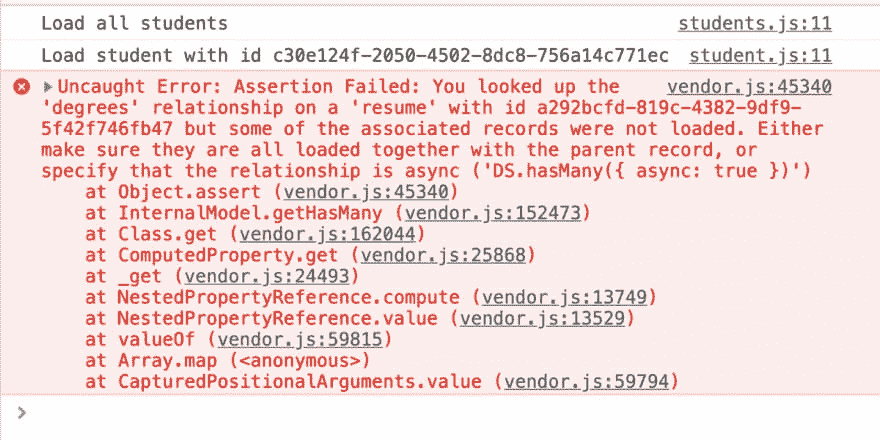 Load all students students.js:11
Load student with id c30e124f-2050-4502-8dc8-756a14c771ec student.js:11
Uncaught Error: Assertion Failed: You looked up the vendor.js:45340
'degrees' relationship on a 'resume' with id a292bcfd-819c-4382-9df9-
5f42f746fb47 but some of the associated records were not loaded. Either
make sure they are all loaded together with the parent record, or
specify that the relationship is async ('DS.hasMany({ async: true })')
at Object.assert (vendor.js:45340)
at InternalModel.getHasMany (vendor.js:152473)
at Class.get (vendor.js:162044)
at ComputedProperty.get (vendor.js:25868)
at _get (vendor.js:24493)
at NestedPropertyReference.compute (vendor.js:13749)
at NestedPropertyReference.value (vendor.js:13529)
at valueOf (vendor.js:59815)
at Array.map (<anonymous>)
at CapturedPositionalArguments.value (vendor.js:59794)